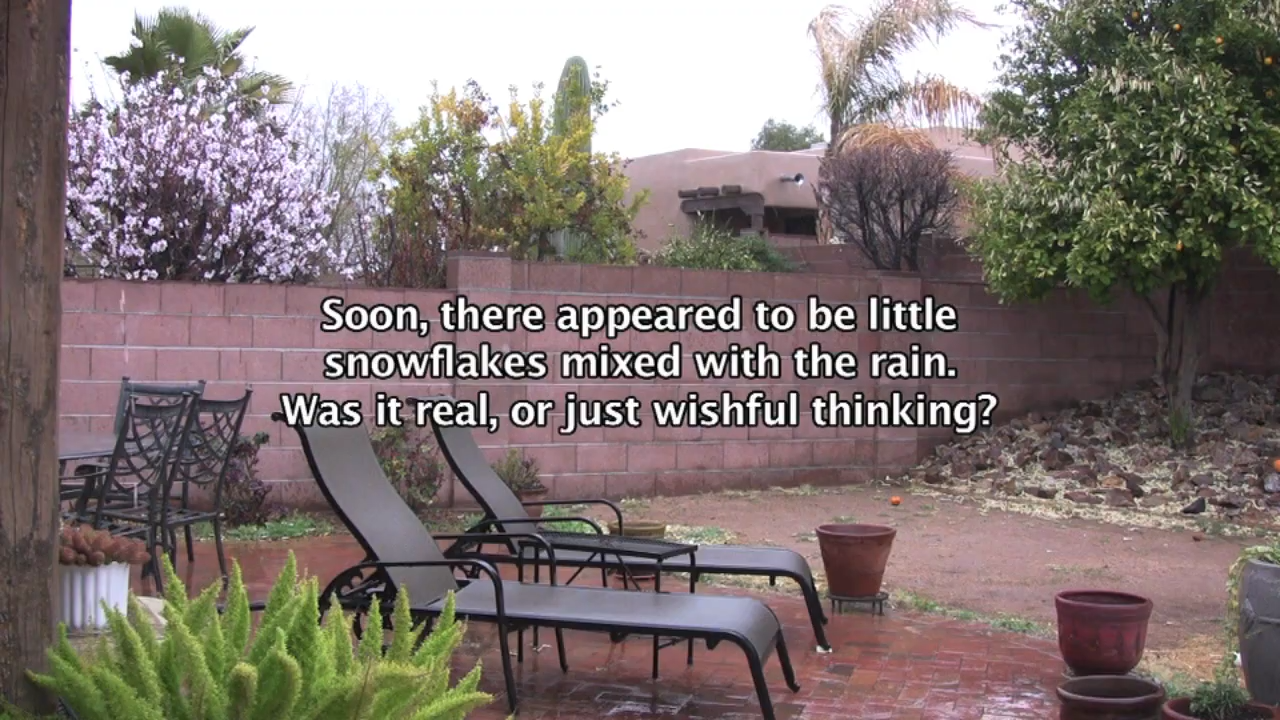 Soon, there appeared to be little
snowflakes mixed with the rain.
Was it real, or just wishful thinking?